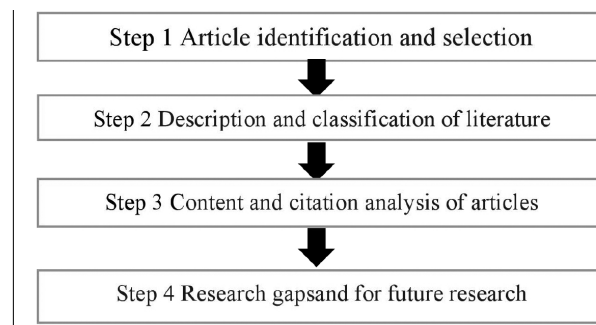 Step 1 Article identification and selection
Step 2 Description and classification of literature
Step 3 Content and citation analysis of articles
Step 4 Research gapsand for future research